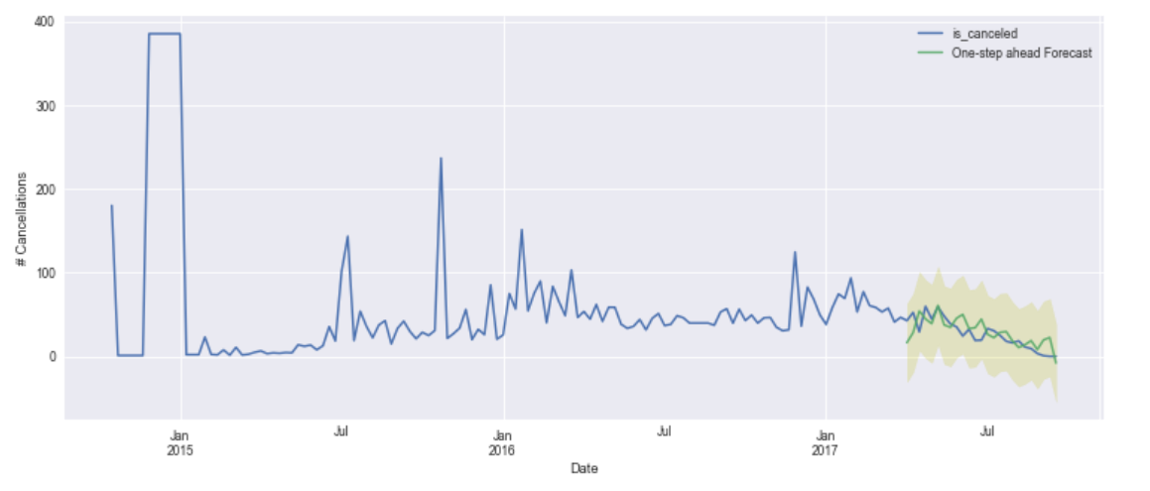 400
300
200
100
0
# Cancellations
is_canceled
One-step ahead Forecast
Jan
2015
Jul
Jan
2016
Jul
Jan
2017
Jul
Date